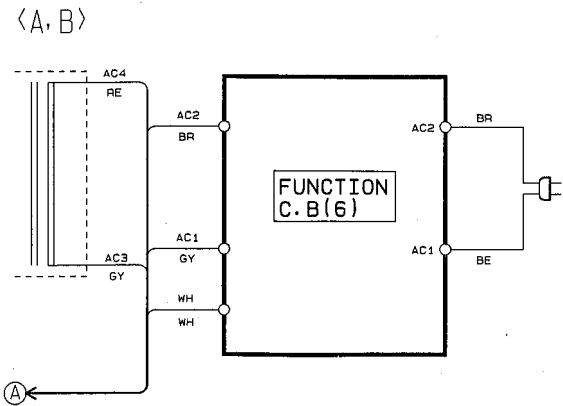 〈A, B〉
AC4
RE
AC2
BR
AC2
BR
FUNCTION
C.B(6)
AC1
GY
AC1
BE
AC3
GY
WH
WH
A